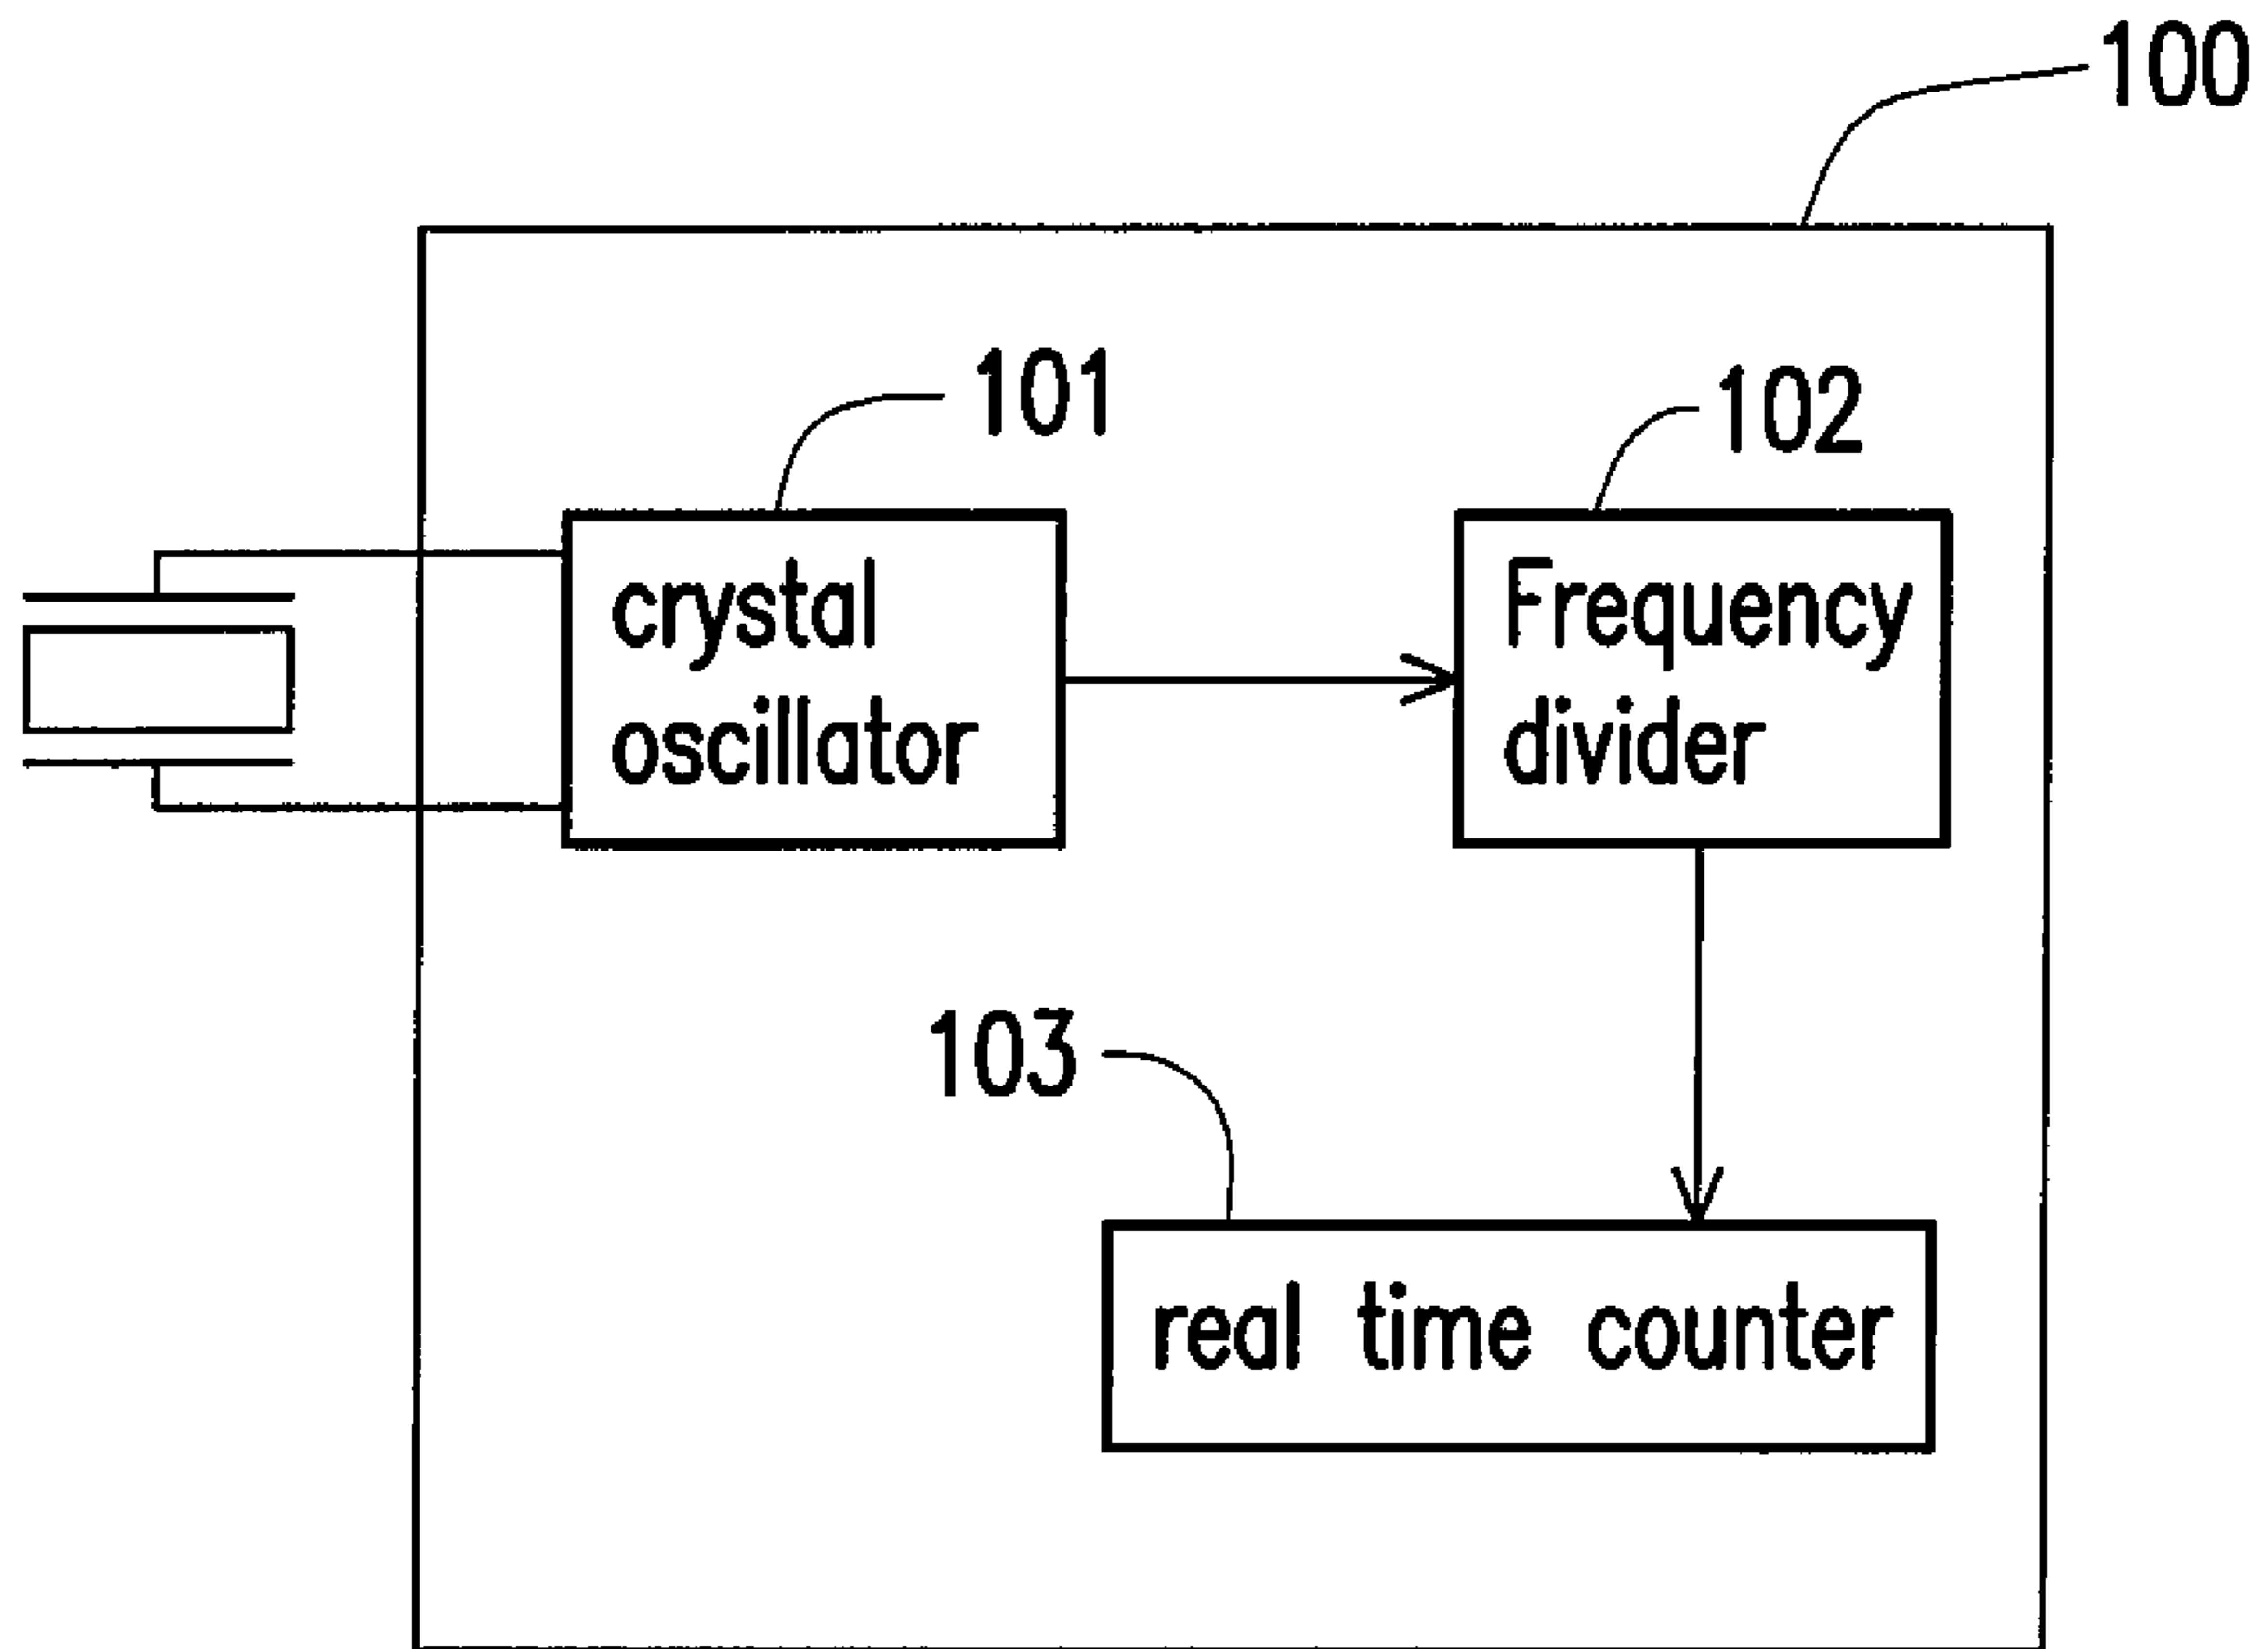 100
101
102
crystal
oscillator
Frequency
divider
103
real time counter